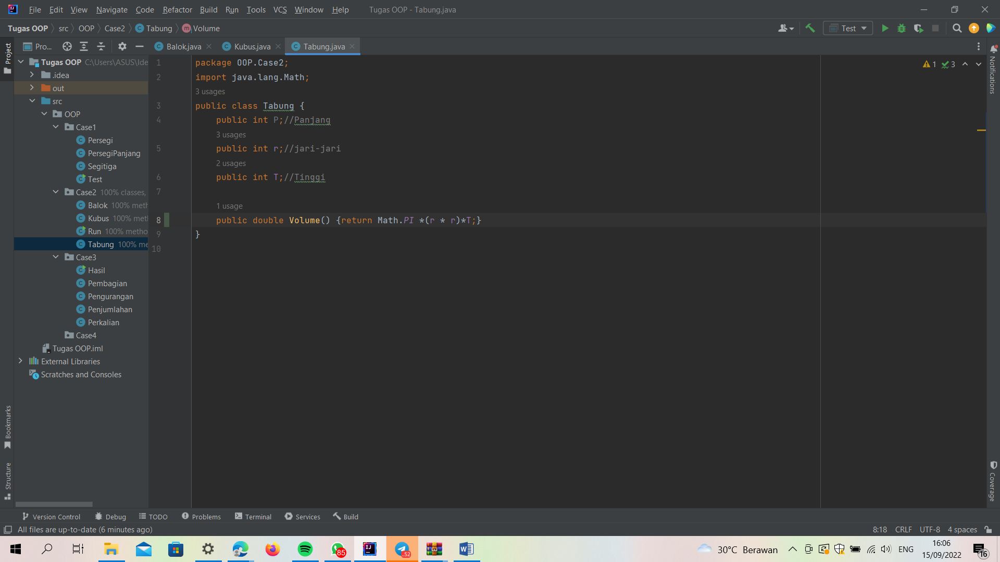 File Edit View Navigate Code Refactor Build Run Tools VCS Window Help Tugas OOP - Tabung.java
Tugas OOP src OOP Case2 Tabung Volume
Test
Project
Pro...
Balok.java
Kubus.java
Tabung.java
Tugas OOP C:\Users\ASUS\Ide
.idea
out
src
OOP
Case1
Persegi
PersegiPanjang
Segitiga
Test
Case2 100% classes,
Balok 100% meth
Kubus 100% met
Run 100% metho
Tabung 100% me
Case3
Hasil
Pembagian
Pengurangan
Penjumlahan
Perkalian
Case4
Tugas OOP.iml
External Libraries
Scratches and Consoles
1 package OOP.Case2;
2 import java.lang.Math;
3 usages
3 public class Tabung {
4 public int P;//Panjang
3 usages
5 public int r;//jari-jari
2 usages
6 public int T;//Tinggi
7
1 usage
8 public double Volume() {return Math.PI *(r * r)*T;}
9 }
10
1 3
Notifications
Coverage
Bookmarks
Structure
Version Control Debug TODO Problems Terminal Services Build
All files are up-to-date (6 minutes ago)
8:18 CRLF UTF-8 4 spaces
85
..52
30°C Berawan
ENG
16:06
15/09/2022
16